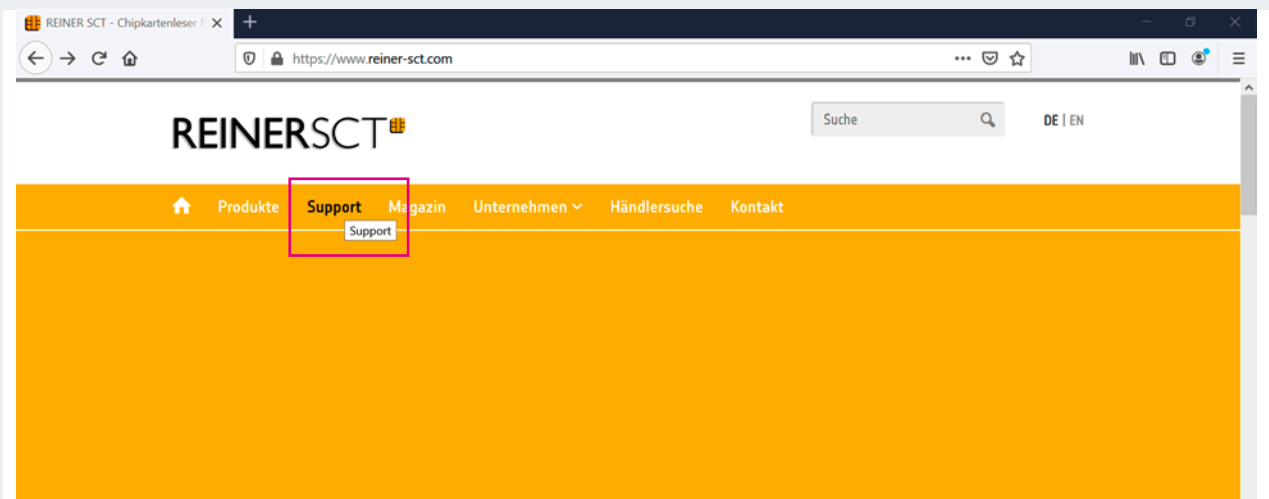 REINER SCT - Chipkartenleser f
https://www.reiner-sct.com
REINERSCT
Suche
DE | EN
Produkte Support Magazin Unternehmen Händlersuche Kontakt
Support